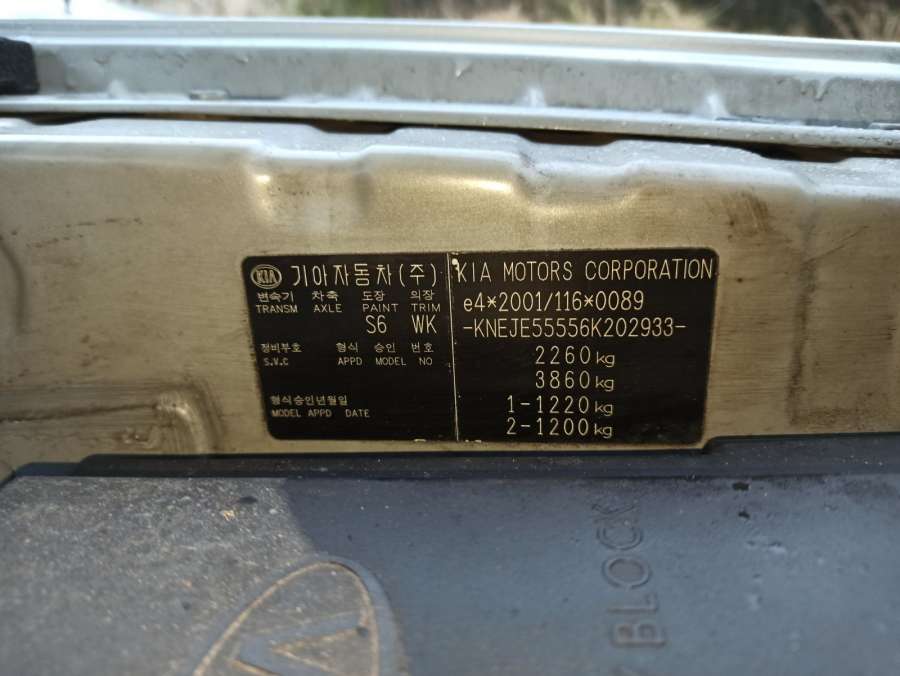 KIA 기아자동차(주)
변속기 차축 도장 의장
TRANSM AXLE PAINT TRIM
S6 WK
정비부호 형식 승인 번호
S.V.C APPD MODEL NO
형식승인년월일
MODEL APPD DATE
KIA MOTORS CORPORATION
e4*2001/116*0089
-KNEJE55556K202933-
2260kg
3860kg
1-1220kg
2-1200kg
BLOCK